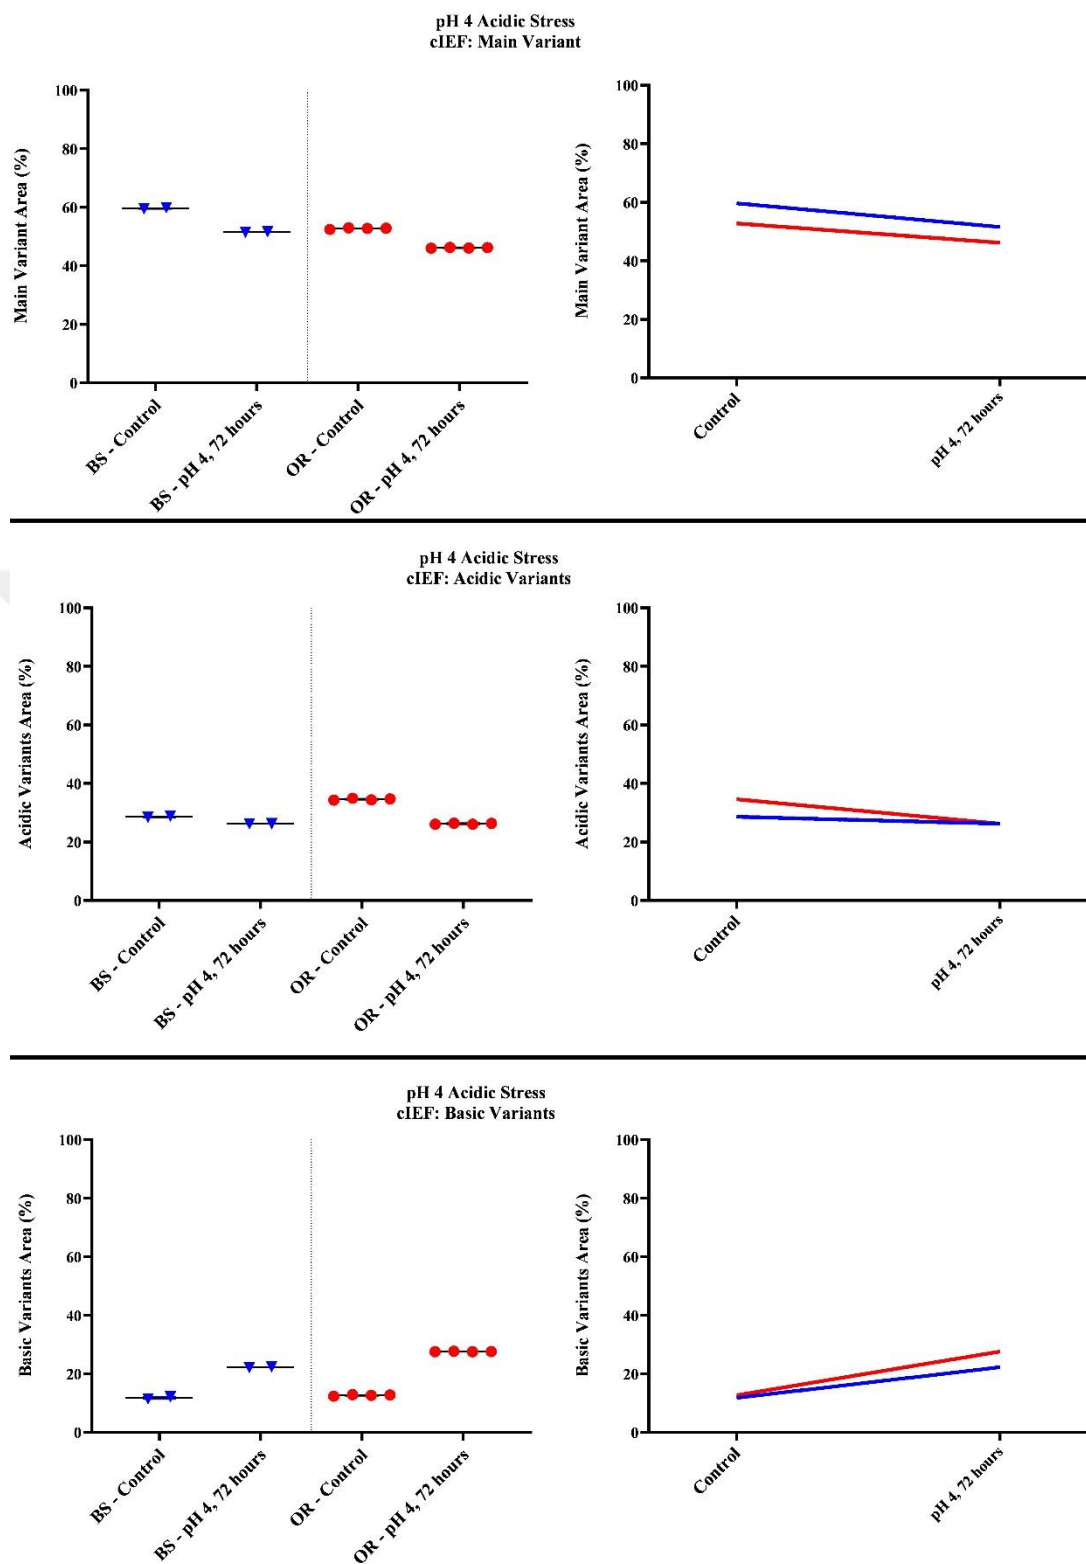 pH 4 Acidic Stress
cIEF: Main Variant
Main Variant Area (%)
100
80
60
40
20
0
BS - Control
BS - pH 4, 72 hours
OR - Control
OR - pH 4, 72 hours
Main Variant Area (%)
100
80
60
40
20
0
Control
pH 4, 72 hours
pH 4 Acidic Stress
cIEF: Acidic Variants
Acidic Variants Area (%)
100
80
60
40
20
0
BS - Control
BS - pH 4, 72 hours
OR - Control
OR - pH 4, 72 hours
Acidic Variants Area (%)
100
80
60
40
20
0
Control
pH 4, 72 hours
pH 4 Acidic Stress
cIEF: Basic Variants
Basic Variants Area (%)
100
80
60
40
20
0
BS - Control
BS - pH 4, 72 hours
OR - Control
OR - pH 4, 72 hours
Basic Variants Area (%)
100
80
60
40
20
0
Control
pH 4, 72 hours